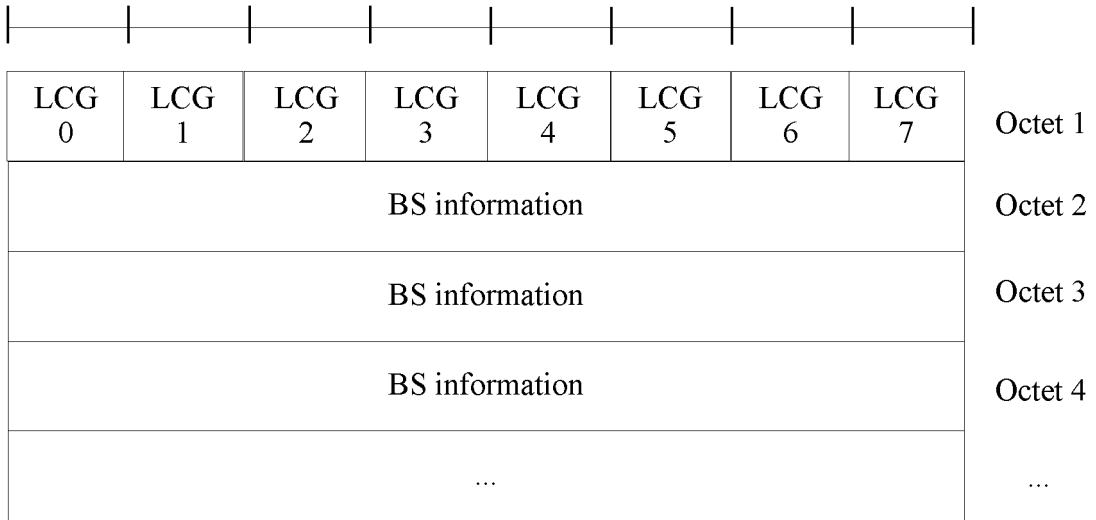 LCG 0 LCG 1 LCG 2 LCG 3 LCG 4 LCG 5 LCG 6 LCG 7 Octet 1
BS information Octet 2
BS information Octet 3
BS information Octet 4
... ...